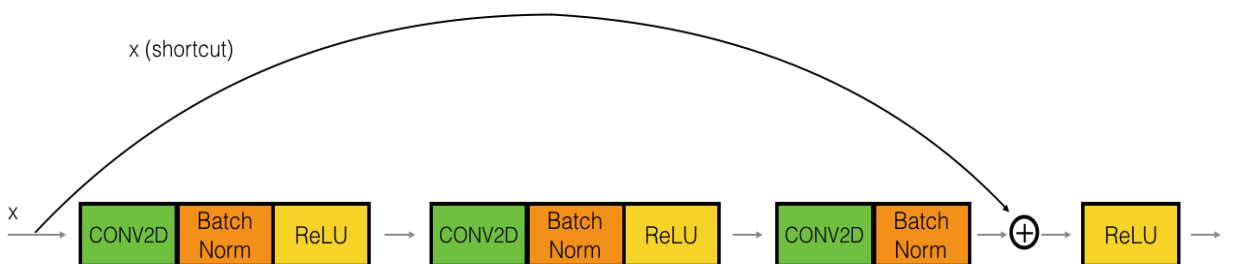 x (shortcut)
x
CONV2D
Batch
Norm
ReLU
CONV2D
Batch
Norm
ReLU
CONV2D
Batch
Norm
ReLU